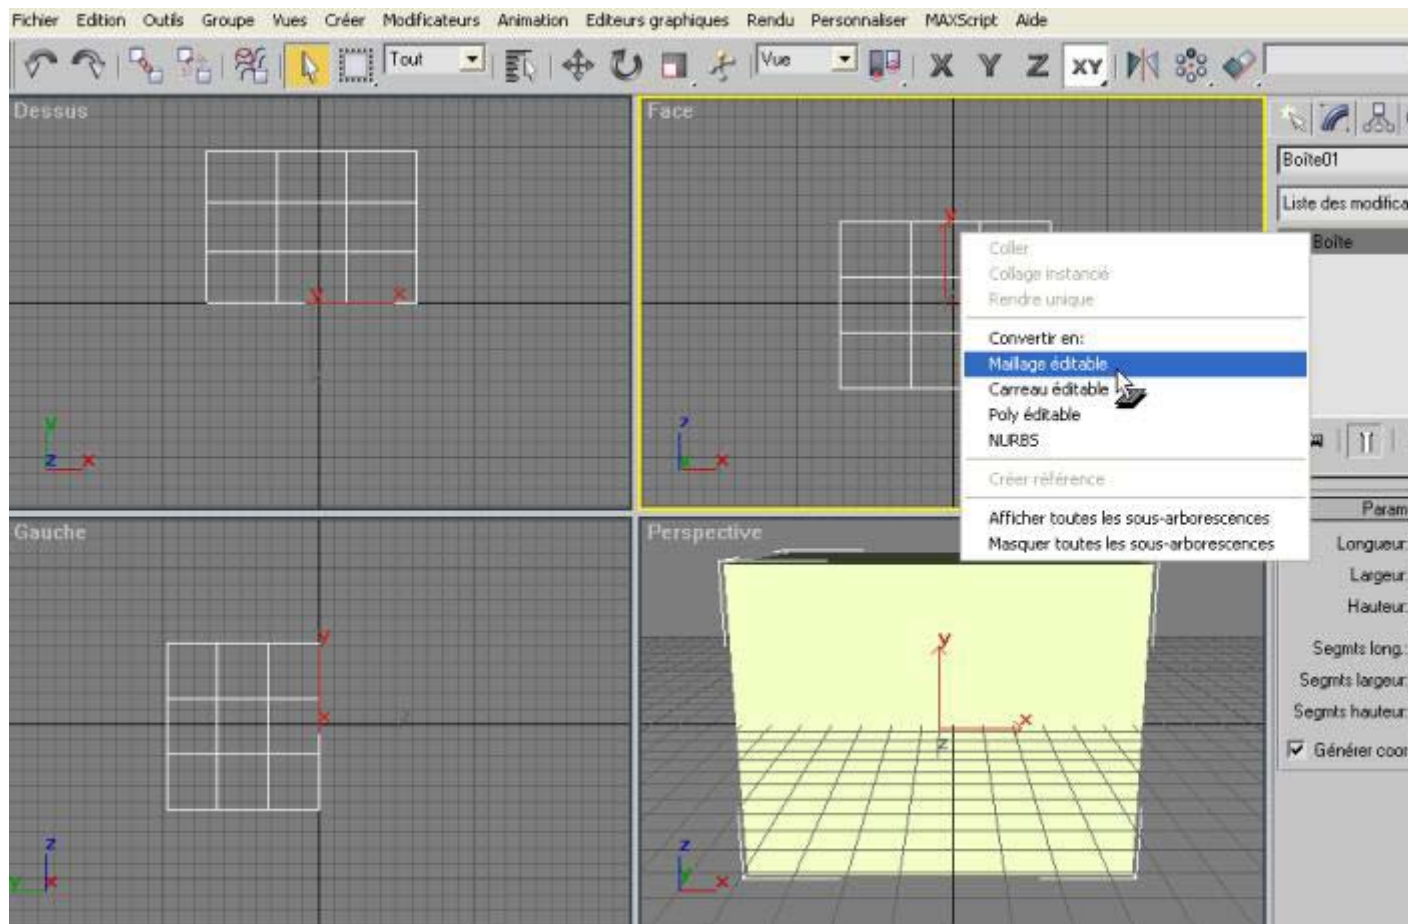 Fichier Edition Outils Groupe Vues Créer Modificateurs Animation Editeurs graphiques Rendu Personnaliser MAXScript Aide
Tout Vue X Y Z XY
Dessus
Face
Boîte01
Liste des modifica
Boîte
Coller
Collage instancié
Rendre unique
Convertir en:
Maillage éditable
Carreau éditable
Poly éditable
NURBS
Créer référence
Afficher toutes les sous-arborescences
Masquer toutes les sous-arborescences
y
x
y
z x
z
x
Gauche
Perspective
Param
Longueur:
Largeur:
Hauteur:
Segmts long.:
Segmts largeur:
Segmts hauteur:
Générer coor
y
x
z
y
x
z
z
y x
z
y x